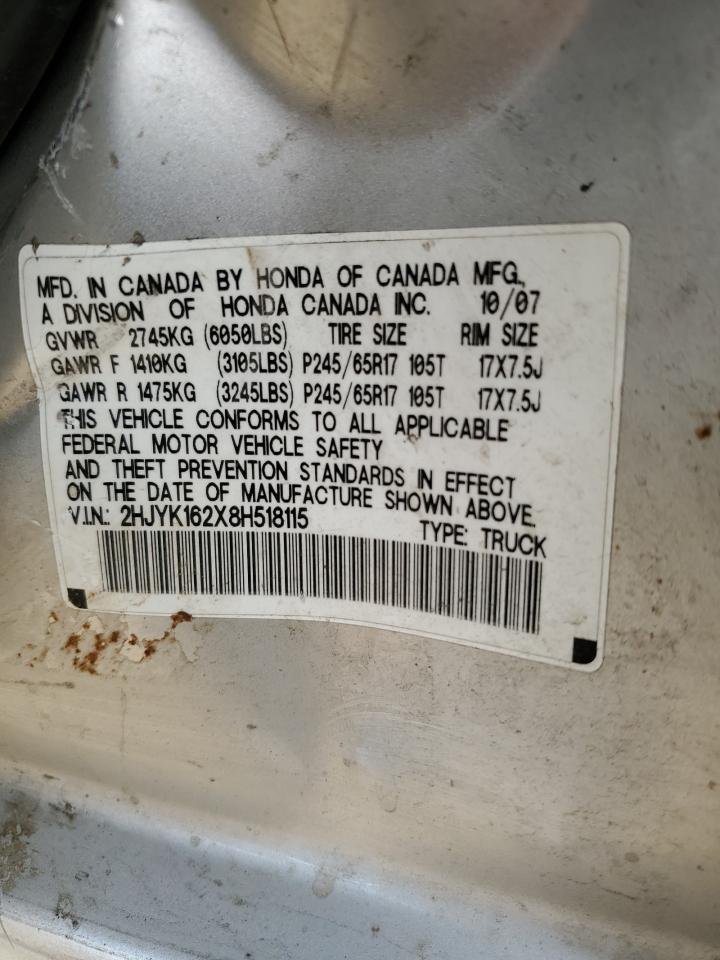 MFD. IN CANADA BY HONDA OF CANADA MFG.,
A DIVISION OF HONDA CANADA INC. 10/07
GVWR 2745KG (6050LBS) TIRE SIZE RIM SIZE
GAWR F 1410KG (3105LBS) P245/65R17 105T 17X7.5J
GAWR R 1475KG (3245LBS) P245/65R17 105T 17X7.5J
THIS VEHICLE CONFORMS TO ALL APPLICABLE
FEDERAL MOTOR VEHICLE SAFETY
AND THEFT PREVENTION STANDARDS IN EFFECT
ON THE DATE OF MANUFACTURE SHOWN ABOVE.
V.I.N.: 2HJYK162X8H518115 TYPE: TRUCK